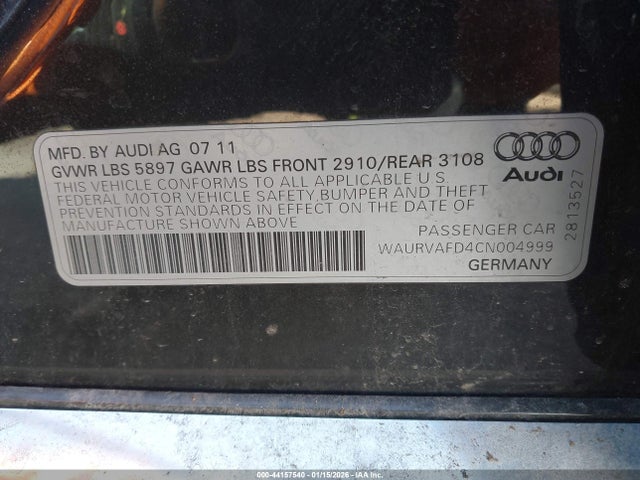 MFD. BY AUDI AG 07 11
GVWR LBS 5897 GAWR LBS FRONT 2910/REAR 3108
THIS VEHICLE CONFORMS TO ALL APPLICABLE U S
FEDERAL MOTOR VEHICLE SAFETY,BUMPER AND THEFT
PREVENTION STANDARDS IN EFFECT ON THE DATE OF
MANUFACTURE SHOWN ABOVE
Audi
PASSENGER CAR
WAURVAFD4CN004999
GERMANY
2813527
000-44157540 - 01/15/2026 - IAAI.COM